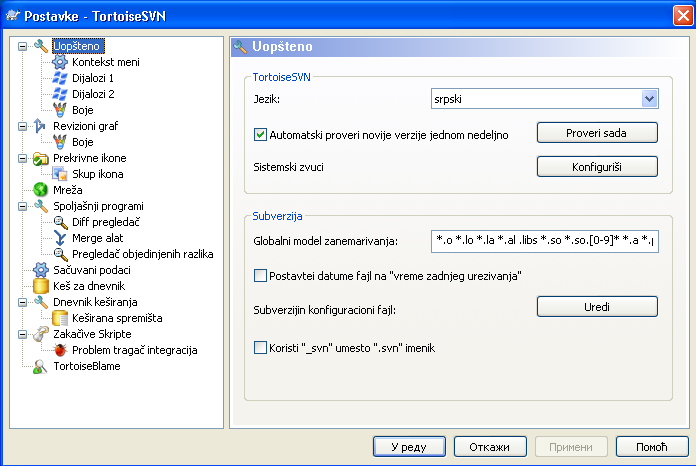 Postavke - TortoiseSVN
Uopšteno
Kontekst meni
Dijalozi 1
Dijalozi 2
Boje
Revizioni graf
Boje
Prekrivne ikone
Skup ikona
Mreža
Spoljašnji programi
Diff pregledač
Merge alat
Pregledač objedinjenih razlika
Sačuvani podaci
Keš za dnevnik
Dnevnik keširanja
Keširana spremišta
Zakačive Skripte
Problem tragač integracija
TortoiseBlame
Uopšteno
TortoiseSVN
Jezik:
srpski
Automatski proveri novije verzije jednom nedeljno
Proveri sada
Sistemski zvuci
Konfiguriši
Subverzija
Globalni model zanemarivanja:
*.o *.lo *.la *.al .libs *.so *.so.[0-9]* *.a
Postavtei datume fajl na "vreme zadnjeg urezivanja"
Subverzijin konfiguracioni fajl:
Uredi
Koristi "_svn" umesto ".svn" imenik
У реду
Откажи
Примени
Помоћ